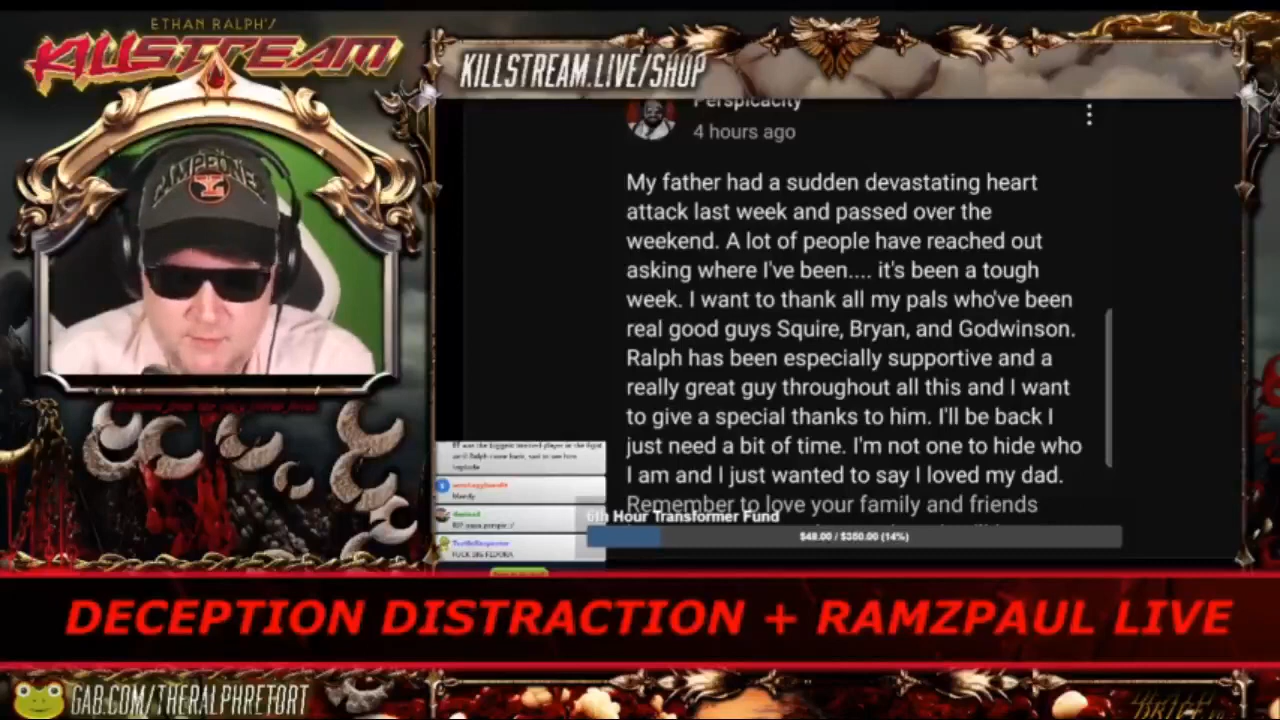 ETHAN RALPH'S
KILLSTREAM
KILLSTREAM.LIVE/SHOP
CAMPEONE
Perspicacity
4 hours ago
My father had a sudden devastating heart
attack last week and passed over the
weekend. A lot of people have reached out
asking where I've been.... it's been a tough
week. I want to thank all my pals who've been
real good guys Squire, Bryan, and Godwinson.
Ralph has been especially supportive and a
really great guy throughout all this and I want
to give a special thanks to him. I'll be back I
just need a bit of time. I'm not one to hide who
I am and I just wanted to say I loved my dad.
Remember to love your family and friends
6th Hour Transformer Fund
$48.00 / $350.00 (14%)
DECEPTION DISTRACTION + RAMZPAUL LIVE
GAB.COM/THERALPHRETORT